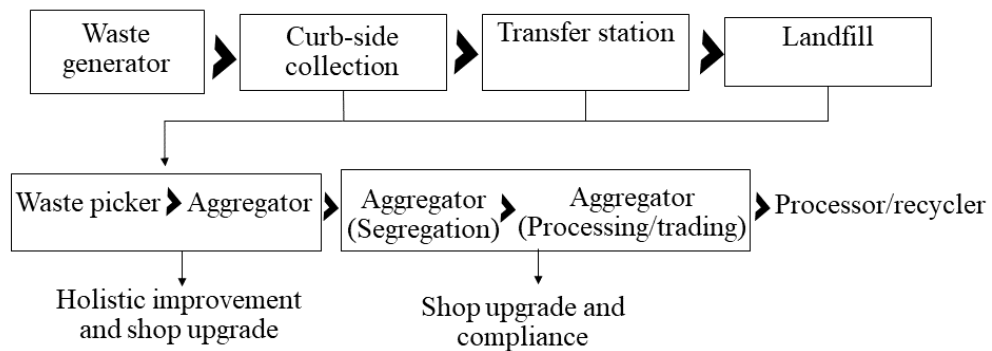 Waste
generator
Curb-side
collection
Transfer station
Landfill
Waste picker
Aggregator
Aggregator
(Segregation)
Aggregator
(Processing/trading)
Processor/recycler
Holistic improvement
and shop upgrade
Shop upgrade and
compliance